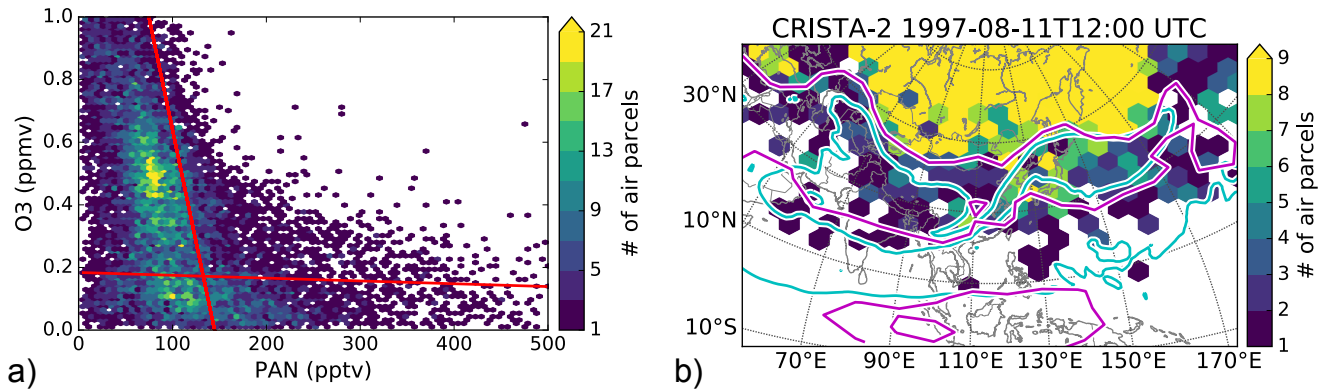 1.0
0.8
0.6
0.4
0.2
0.0
O3 (ppmv)
0
100
200
300
400
500
PAN (pptv)
21
17
13
9
5
1
# of air parcels
a)
CRISTA-2 1997-08-11T12:00 UTC
30°N
10°N
10°S
70°E
90°E
110°E
130°E
150°E
170°E
9
8
7
6
5
4
3
2
1
# of air parcels
b)